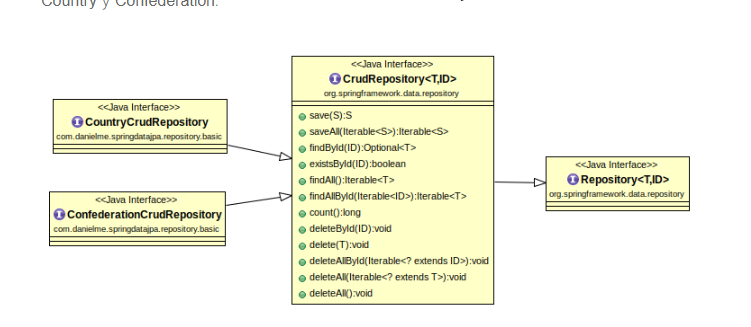 Country y Confederation.
<<Java Interface>>
CrudRepository<T,ID>
org.springframework.data.repository
save(S):S
saveAll(Iterable<S>):Iterable<S>
findById(ID):Optional<T>
existsById(ID):boolean
findAll():Iterable<T>
findAllById(Iterable<ID>):Iterable<T>
count():long
deleteById(ID):void
delete(T):void
deleteAllById(Iterable<? extends ID>):void
deleteAll(Iterable<? extends T>):void
deleteAll():void
<<Java Interface>>
CountryCrudRepository
com.danielme.springdatajpa.repository.basic
<<Java Interface>>
ConfederationCrudRepository
com.danielme.springdatajpa.repository.basic
<<Java Interface>>
Repository<T,ID>
org.springframework.data.repository